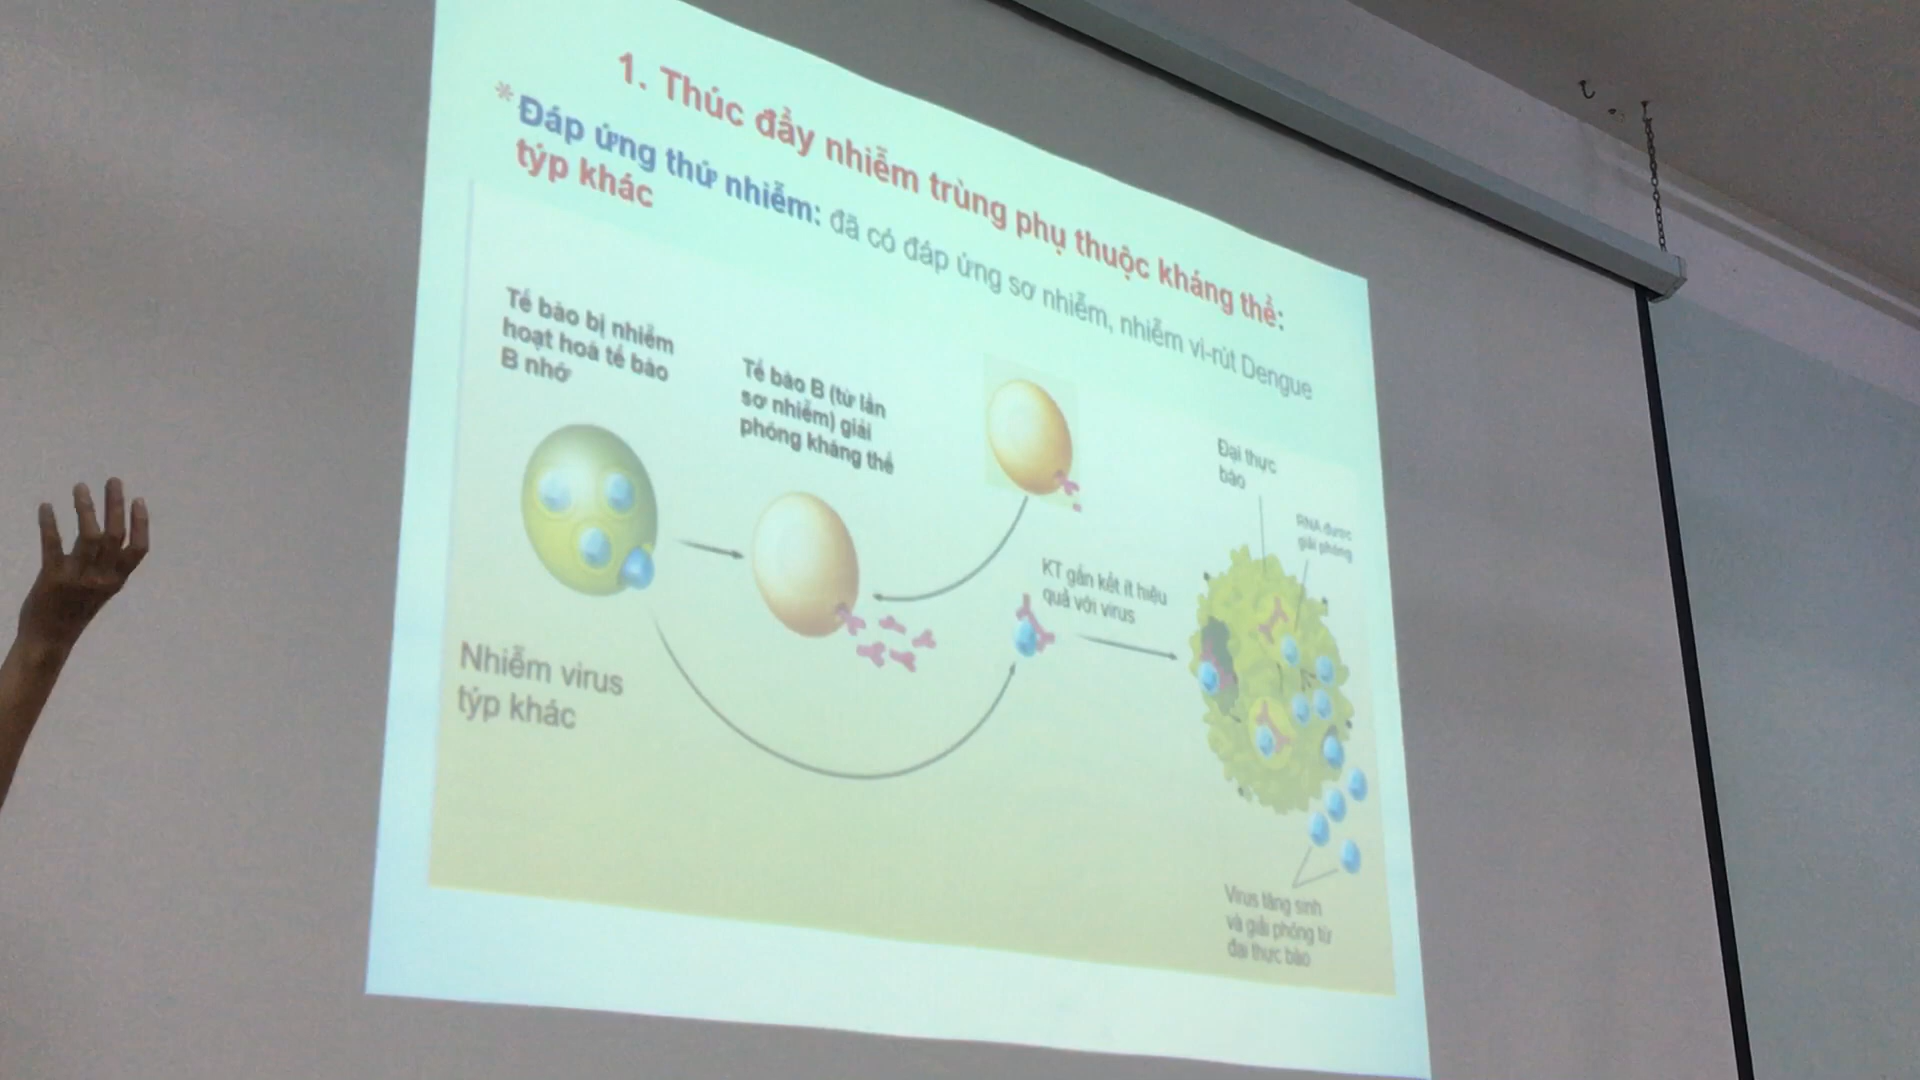 1. Thúc đẩy nhiễm trùng phụ thuộc kháng thể:
* Đáp ứng thứ nhiễm: đã có đáp ứng sơ nhiễm, nhiễm vi-rút Dengue
týp khác
Tế bào bị nhiễm
hoạt hoá tế bào
B nhớ
Tế bào B (từ lần
sơ nhiễm) giải
phóng kháng thể
Đại thực
bào
RNA được
giải phóng
KT gắn kết ít hiệu
quả với virus
Nhiễm virus
týp khác
Virus tăng sinh
và giải phóng từ
đại thực bào